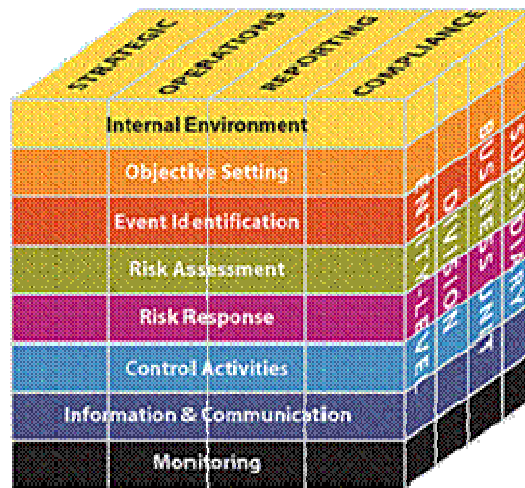 STRATEGIC
OPERATIONS
REPORTING
COMPLIANCE
Internal Environment
Objective Setting
Event Identification
Risk Assessment
Risk Response
Control Activities
Information & Communication
Monitoring
ENTITY-LEVEL
DIVISION
BUSINESS UNIT
SUBSIDIARY